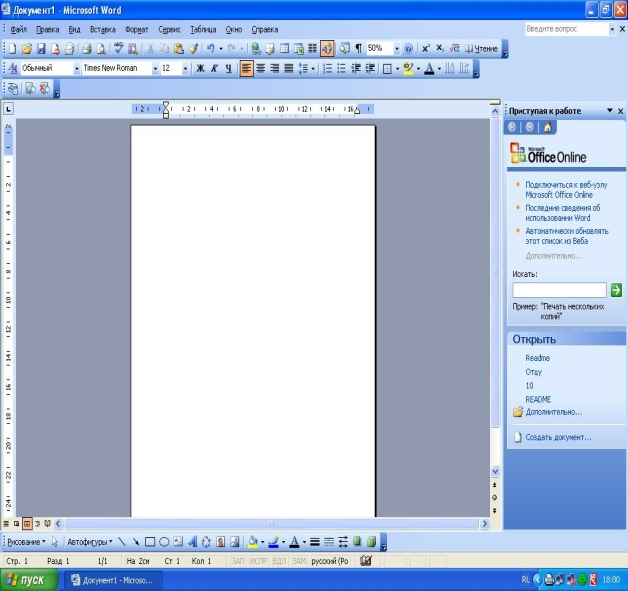 Документ1 - Microsoft Word
Файл Правка Вид Вставка Формат Сервис Таблица Окно Справка Введите вопрос
50% Чтение
Обычный Times New Roman 12 Ж К Ч
Приступая к работе
Microsoft
Office Online
Подключиться к веб-узлу
Microsoft Office Online
Последние сведения об
использовании Word
Автоматически обновлять
этот список из Веба
Дополнительно...
Искать:
Пример: "Печать нескольких
копий"
Открыть
Readme
Отцу
10
README
Дополнительно...
Создать документ...
Рисование Автофигуры
Стр. 1 Разд 1 1/1 На 2см Ст 1 Кол 1 ЗАП ИСПР ВДЛ ЗАМ русский (Ро
пуск Документ1 - Microso... RL 18:00